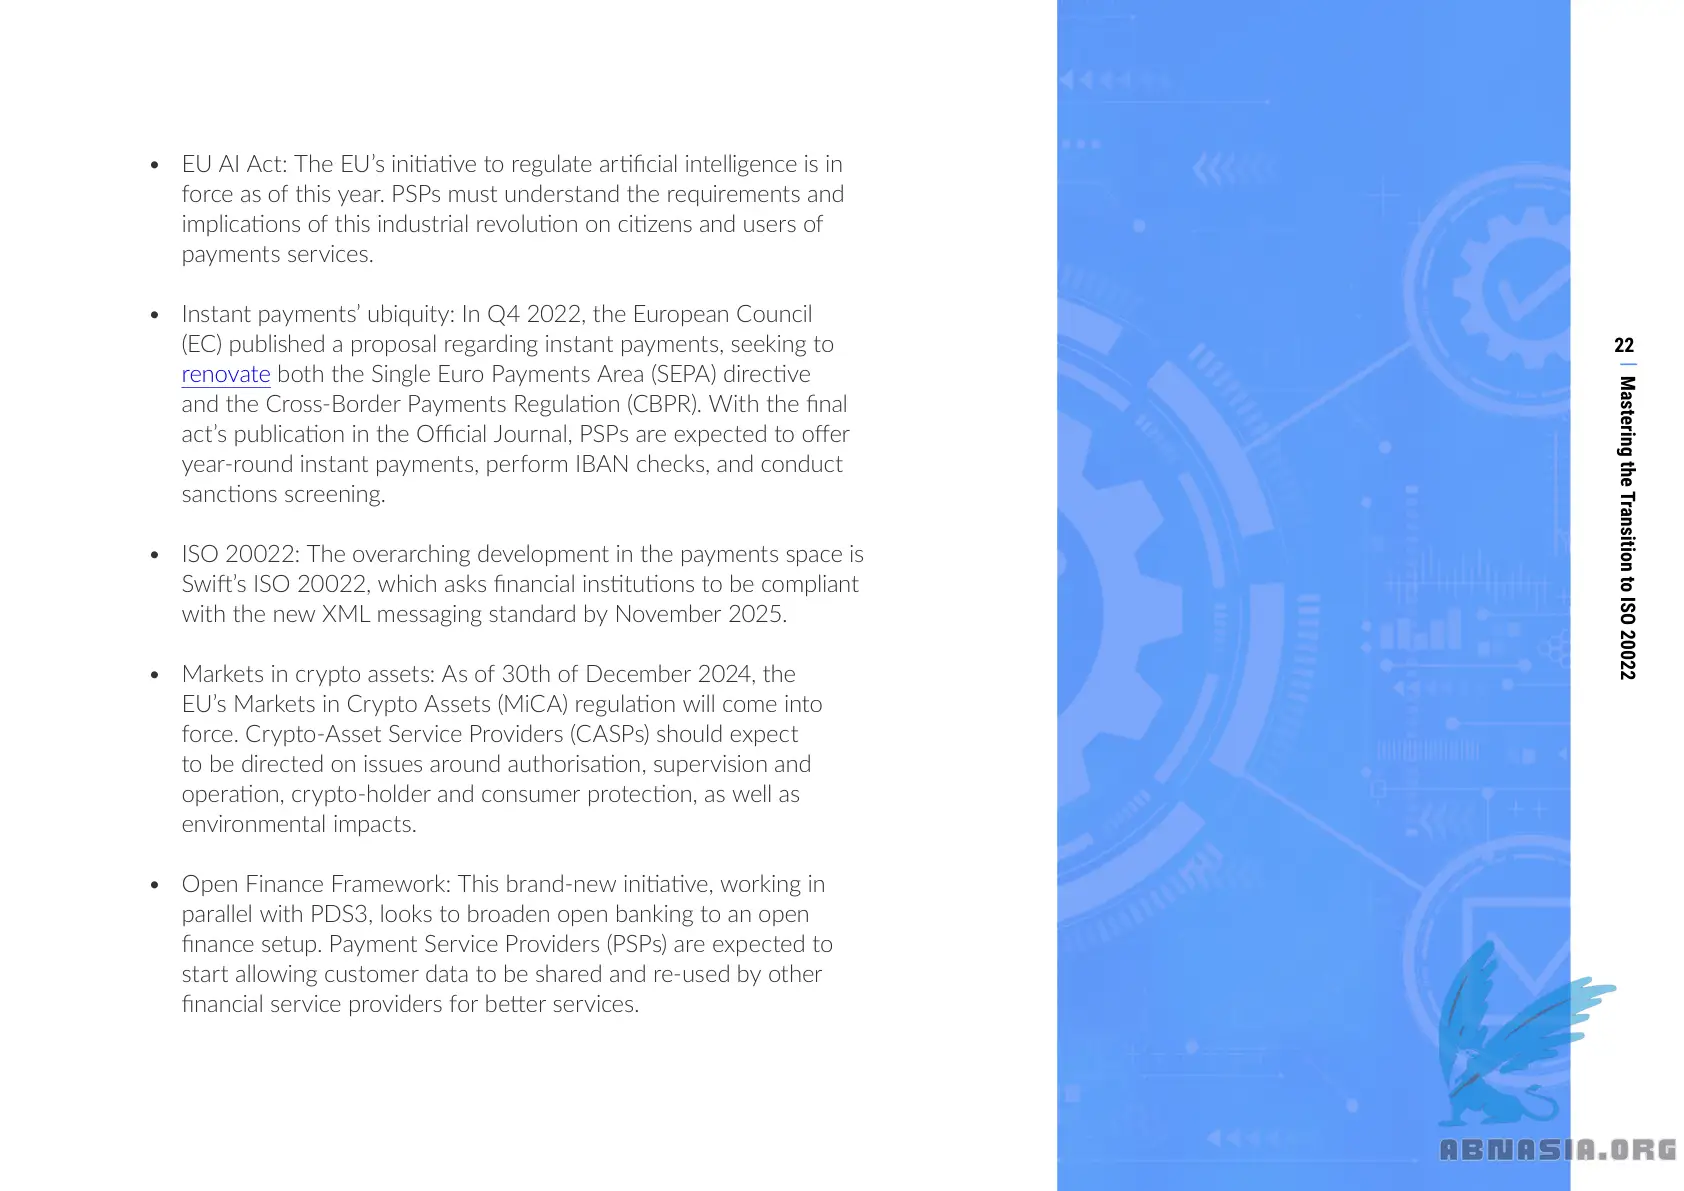 • EU AI Act: The EU’s initiative to regulate artificial intelligence is in
force as of this year. PSPs must understand the requirements and
implications of this industrial revolution on citizens and users of
payments services.
• Instant payments’ ubiquity: In Q4 2022, the European Council
(EC) published a proposal regarding instant payments, seeking to
renovate both the Single Euro Payments Area (SEPA) directive
and the Cross-Border Payments Regulation (CBPR). With the final
act’s publication in the Official Journal, PSPs are expected to offer
year-round instant payments, perform IBAN checks, and conduct
sanctions screening.
• ISO 20022: The overarching development in the payments space is
Swift’s ISO 20022, which asks financial institutions to be compliant
with the new XML messaging standard by November 2025.
• Markets in crypto assets: As of 30th of December 2024, the
EU’s Markets in Crypto Assets (MiCA) regulation will come into
force. Crypto-Asset Service Providers (CASPs) should expect
to be directed on issues around authorisation, supervision and
operation, crypto-holder and consumer protection, as well as
environmental impacts.
• Open Finance Framework: This brand-new initiative, working in
parallel with PDS3, looks to broaden open banking to an open
finance setup. Payment Service Providers (PSPs) are expected to
start allowing customer data to be shared and re-used by other
financial service providers for better services.
22 | Mastering the Transition to ISO 20022
ABNASIA.ORG